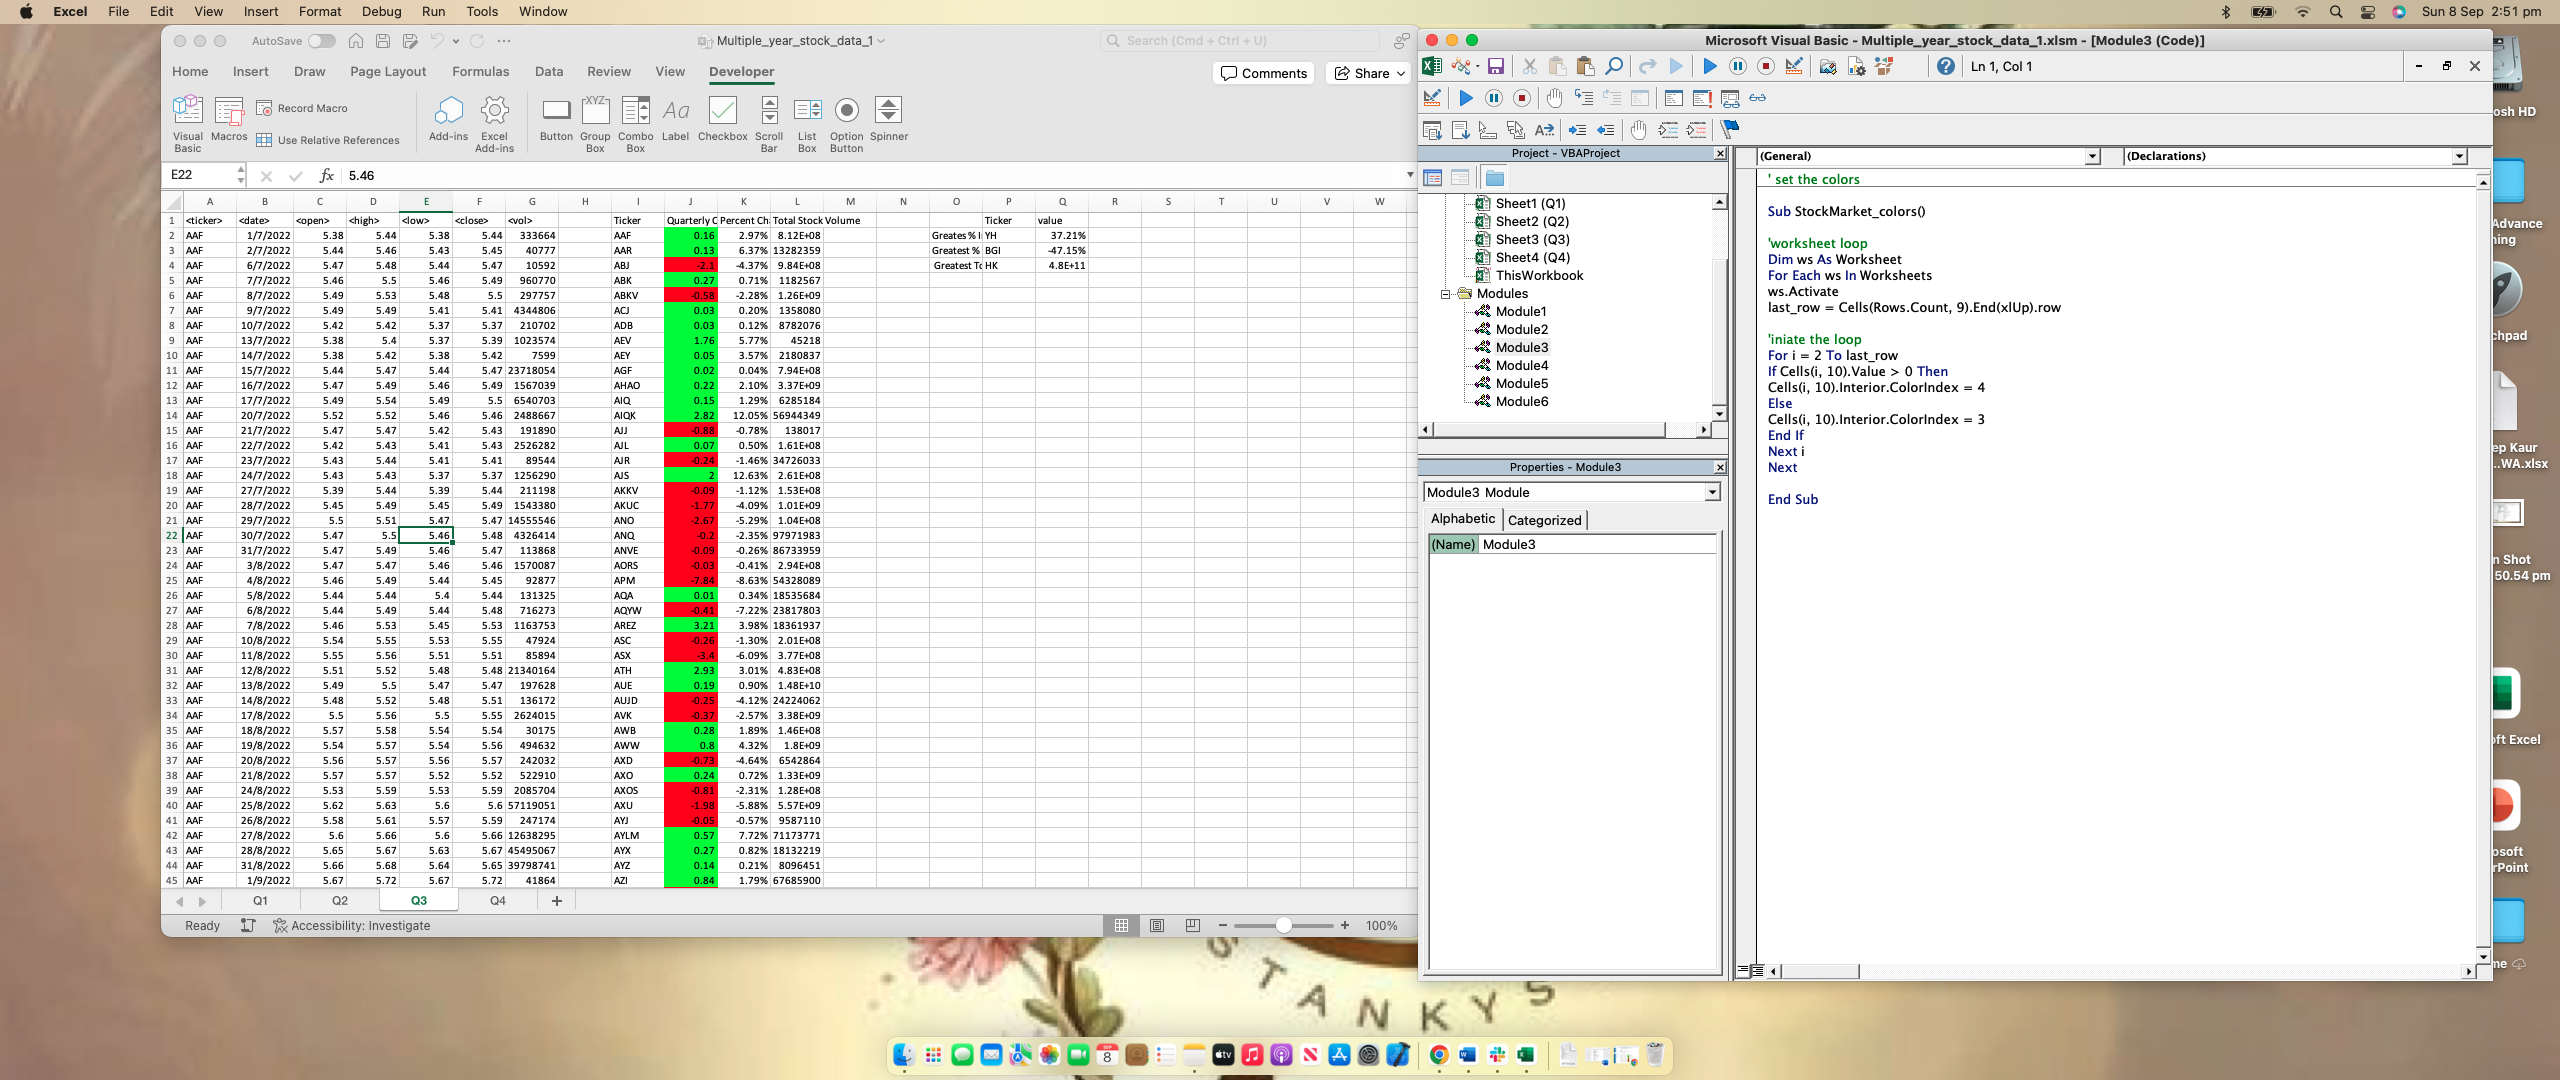 Excel File Edit View Insert Format Debug Run Tools Window Sun 8 Sep 2:51 pm
AutoSave Multiple_year_stock_data_1 Search (Cmd + Ctrl + U)
Home Insert Draw Page Layout Formulas Data Review View Developer Comments Share
Visual Basic Macros Record Macro Use Relative References Add-ins Excel Add-ins Button Group Box Combo Box Label Checkbox Scroll Bar List Box Option Button Spinner
E22 fx 5.46
A B C D E F G H I J K L M N O P Q R S T U V W
1 <ticker> <date> <open> <high> <low> <close> <vol> Ticker Quarterly C Percent Ch Total Stock Volume Ticker value
2 AAF 1/7/2022 5.38 5.44 5.38 5.44 333664 AAF 0.16 2.97% 8.12E+08 Greates % I YH 37.21%
3 AAF 2/7/2022 5.44 5.46 5.43 5.45 40777 AAR 0.13 6.37% 13282359 Greatest % BGI -47.15%
4 AAF 6/7/2022 5.47 5.48 5.44 5.47 10592 ABJ -2.1 -4.37% 9.84E+08 Greatest To HK 4.8E+11
5 AAF 7/7/2022 5.46 5.5 5.46 5.49 960770 ABK 0.27 0.71% 1182567
6 AAF 8/7/2022 5.49 5.53 5.48 5.5 297757 ABKV -0.58 -2.28% 1.26E+09
7 AAF 9/7/2022 5.49 5.49 5.41 5.41 4344806 ACJ 0.03 0.20% 1358080
8 AAF 10/7/2022 5.42 5.42 5.37 5.37 210702 ADB 0.03 0.12% 8782076
9 AAF 13/7/2022 5.38 5.4 5.37 5.39 1023574 AEV 1.76 5.77% 45218
10 AAF 14/7/2022 5.38 5.42 5.38 5.42 7599 AEY 0.05 3.57% 2180837
11 AAF 15/7/2022 5.44 5.47 5.44 5.47 23718054 AGF 0.02 0.04% 7.94E+08
12 AAF 16/7/2022 5.47 5.49 5.46 5.49 1567039 AHAO 0.22 2.10% 3.37E+09
13 AAF 17/7/2022 5.49 5.54 5.49 5.5 6540703 AIQ 0.15 1.29% 6285184
14 AAF 20/7/2022 5.52 5.52 5.46 5.46 2488667 AIQK 2.82 12.05% 56944349
15 AAF 21/7/2022 5.47 5.47 5.42 5.43 191890 AJJ -0.88 -0.78% 138017
16 AAF 22/7/2022 5.42 5.43 5.41 5.43 2526282 AJL 0.07 0.50% 1.61E+08
17 AAF 23/7/2022 5.43 5.44 5.41 5.41 89544 AJR -0.24 -1.46% 34726033
18 AAF 24/7/2022 5.43 5.43 5.37 5.37 1256290 AJS 2 12.63% 2.61E+08
19 AAF 27/7/2022 5.39 5.44 5.39 5.44 211198 AKKV -0.09 -1.12% 1.53E+08
20 AAF 28/7/2022 5.45 5.49 5.45 5.49 1543380 AKUC -1.77 -4.09% 1.01E+09
21 AAF 29/7/2022 5.5 5.51 5.47 5.47 14555546 ANO -2.67 -5.29% 1.04E+08
22 AAF 30/7/2022 5.47 5.5 5.46 5.48 4326414 ANQ -0.2 -2.35% 97971983
23 AAF 31/7/2022 5.47 5.49 5.46 5.47 113868 ANVE -0.09 -0.26% 86733959
24 AAF 3/8/2022 5.47 5.47 5.46 5.46 1570087 AORS -0.03 -0.41% 2.94E+08
25 AAF 4/8/2022 5.46 5.49 5.44 5.45 92877 APM -7.84 -8.63% 54328089
26 AAF 5/8/2022 5.44 5.44 5.4 5.44 131325 AQA 0.01 0.34% 18535684
27 AAF 6/8/2022 5.44 5.49 5.44 5.48 716273 AQYW -0.41 -7.22% 23817803
28 AAF 7/8/2022 5.46 5.53 5.45 5.53 1163753 AREZ 3.21 3.98% 18361937
29 AAF 10/8/2022 5.54 5.55 5.53 5.55 47924 ASC -0.26 -1.30% 2.01E+08
30 AAF 11/8/2022 5.55 5.56 5.51 5.51 85894 ASX -3.4 -6.09% 3.77E+08
31 AAF 12/8/2022 5.51 5.52 5.48 5.48 21340164 ATH 2.93 3.01% 4.83E+08
32 AAF 13/8/2022 5.49 5.5 5.47 5.47 197628 AUE 0.19 0.90% 1.48E+10
33 AAF 14/8/2022 5.48 5.52 5.48 5.51 136172 AUJD -0.25 -4.12% 24224062
34 AAF 17/8/2022 5.5 5.56 5.5 5.55 2624015 AVK -0.37 -2.57% 3.38E+09
35 AAF 18/8/2022 5.57 5.58 5.54 5.54 30175 AWB 0.28 1.89% 1.46E+08
36 AAF 19/8/2022 5.54 5.57 5.54 5.56 494632 AWW 0.8 4.32% 1.8E+09
37 AAF 20/8/2022 5.56 5.57 5.56 5.57 242032 AXD -0.73 -4.64% 6542864
38 AAF 21/8/2022 5.57 5.57 5.52 5.52 522910 AXO 0.24 0.72% 1.33E+09
39 AAF 24/8/2022 5.53 5.59 5.53 5.59 2085704 AXOS -0.81 -2.31% 1.28E+08
40 AAF 25/8/2022 5.62 5.63 5.6 5.6 57119051 AXU -1.98 -5.88% 5.57E+09
41 AAF 26/8/2022 5.58 5.61 5.57 5.59 247174 AYJ -0.05 -0.57% 9587110
42 AAF 27/8/2022 5.6 5.66 5.6 5.66 12638295 AYLM 0.57 7.72% 71173771
43 AAF 28/8/2022 5.65 5.67 5.63 5.67 45495067 AYX 0.27 0.82% 18132219
44 AAF 31/8/2022 5.66 5.68 5.64 5.65 39798741 AYZ 0.14 0.21% 8096451
45 AAF 1/9/2022 5.67 5.72 5.67 5.72 41864 AZI 0.84 1.79% 67685900
Q1 Q2 Q3 Q4 +
Ready Accessibility: Investigate 100%
Microsoft Visual Basic - Multiple_year_stock_data_1.xlsm - [Module3 (Code)]
Ln 1, Col 1
Project - VBAProject
Sheet1 (Q1)
Sheet2 (Q2)
Sheet3 (Q3)
Sheet4 (Q4)
ThisWorkbook
Modules
Module1
Module2
Module3
Module4
Module5
Module6
Properties - Module3
Module3 Module
Alphabetic Categorized
(Name) Module3
(General) (Declarations)
' set the colors
Sub StockMarket_colors()
'worksheet loop
Dim ws As Worksheet
For Each ws In Worksheets
ws.Activate
last_row = Cells(Rows.Count, 9).End(xlUp).row
'iniate the loop
For i = 2 To last_row
If Cells(i, 10).Value > 0 Then
Cells(i, 10).Interior.ColorIndex = 4
Else
Cells(i, 10).Interior.ColorIndex = 3
End If
Next i
Next
End Sub
osh HD
Advance
ning
chpad
ep Kaur
..WA.xlsx
n Shot
50.54 pm
oft Excel
osoft
rPoint
me
STANKYS
SEP
8
tv